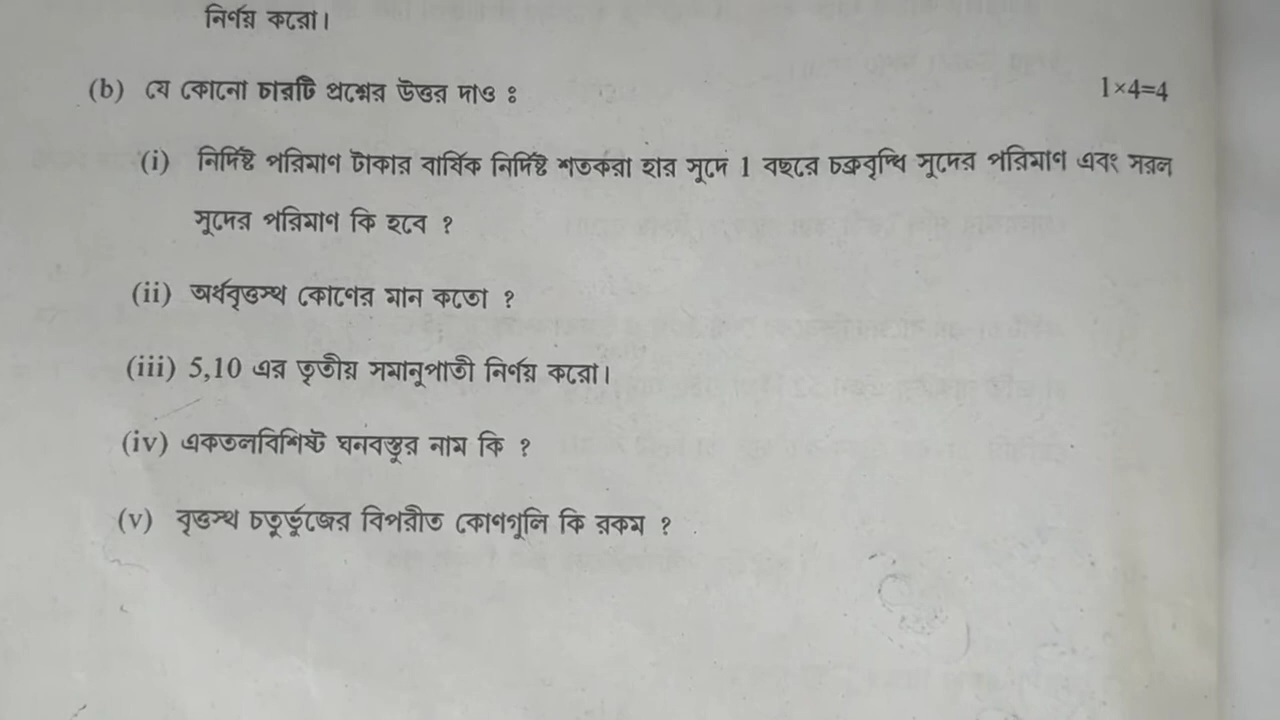 নির্ণয় করো।
(b) যে কোনো চারটি প্রশ্নের উত্তর দাও : 1×4=4
(i) নির্দিষ্ট পরিমাণ টাকার বার্ষিক নির্দিষ্ট শতকরা হার সুদে 1 বছরে চক্রবৃদ্ধি সুদের পরিমাণ এবং সরল
সুদের পরিমাণ কি হবে ?
(ii) অর্ধবৃত্তস্থ কোণের মান কতো ?
(iii) 5,10 এর তৃতীয় সমানুপাতী নির্ণয় করো।
(iv) একতলবিশিষ্ট ঘনবস্তুর নাম কি ?
(v) বৃত্তস্থ চতুর্ভুজের বিপরীত কোণগুলি কি রকম ?